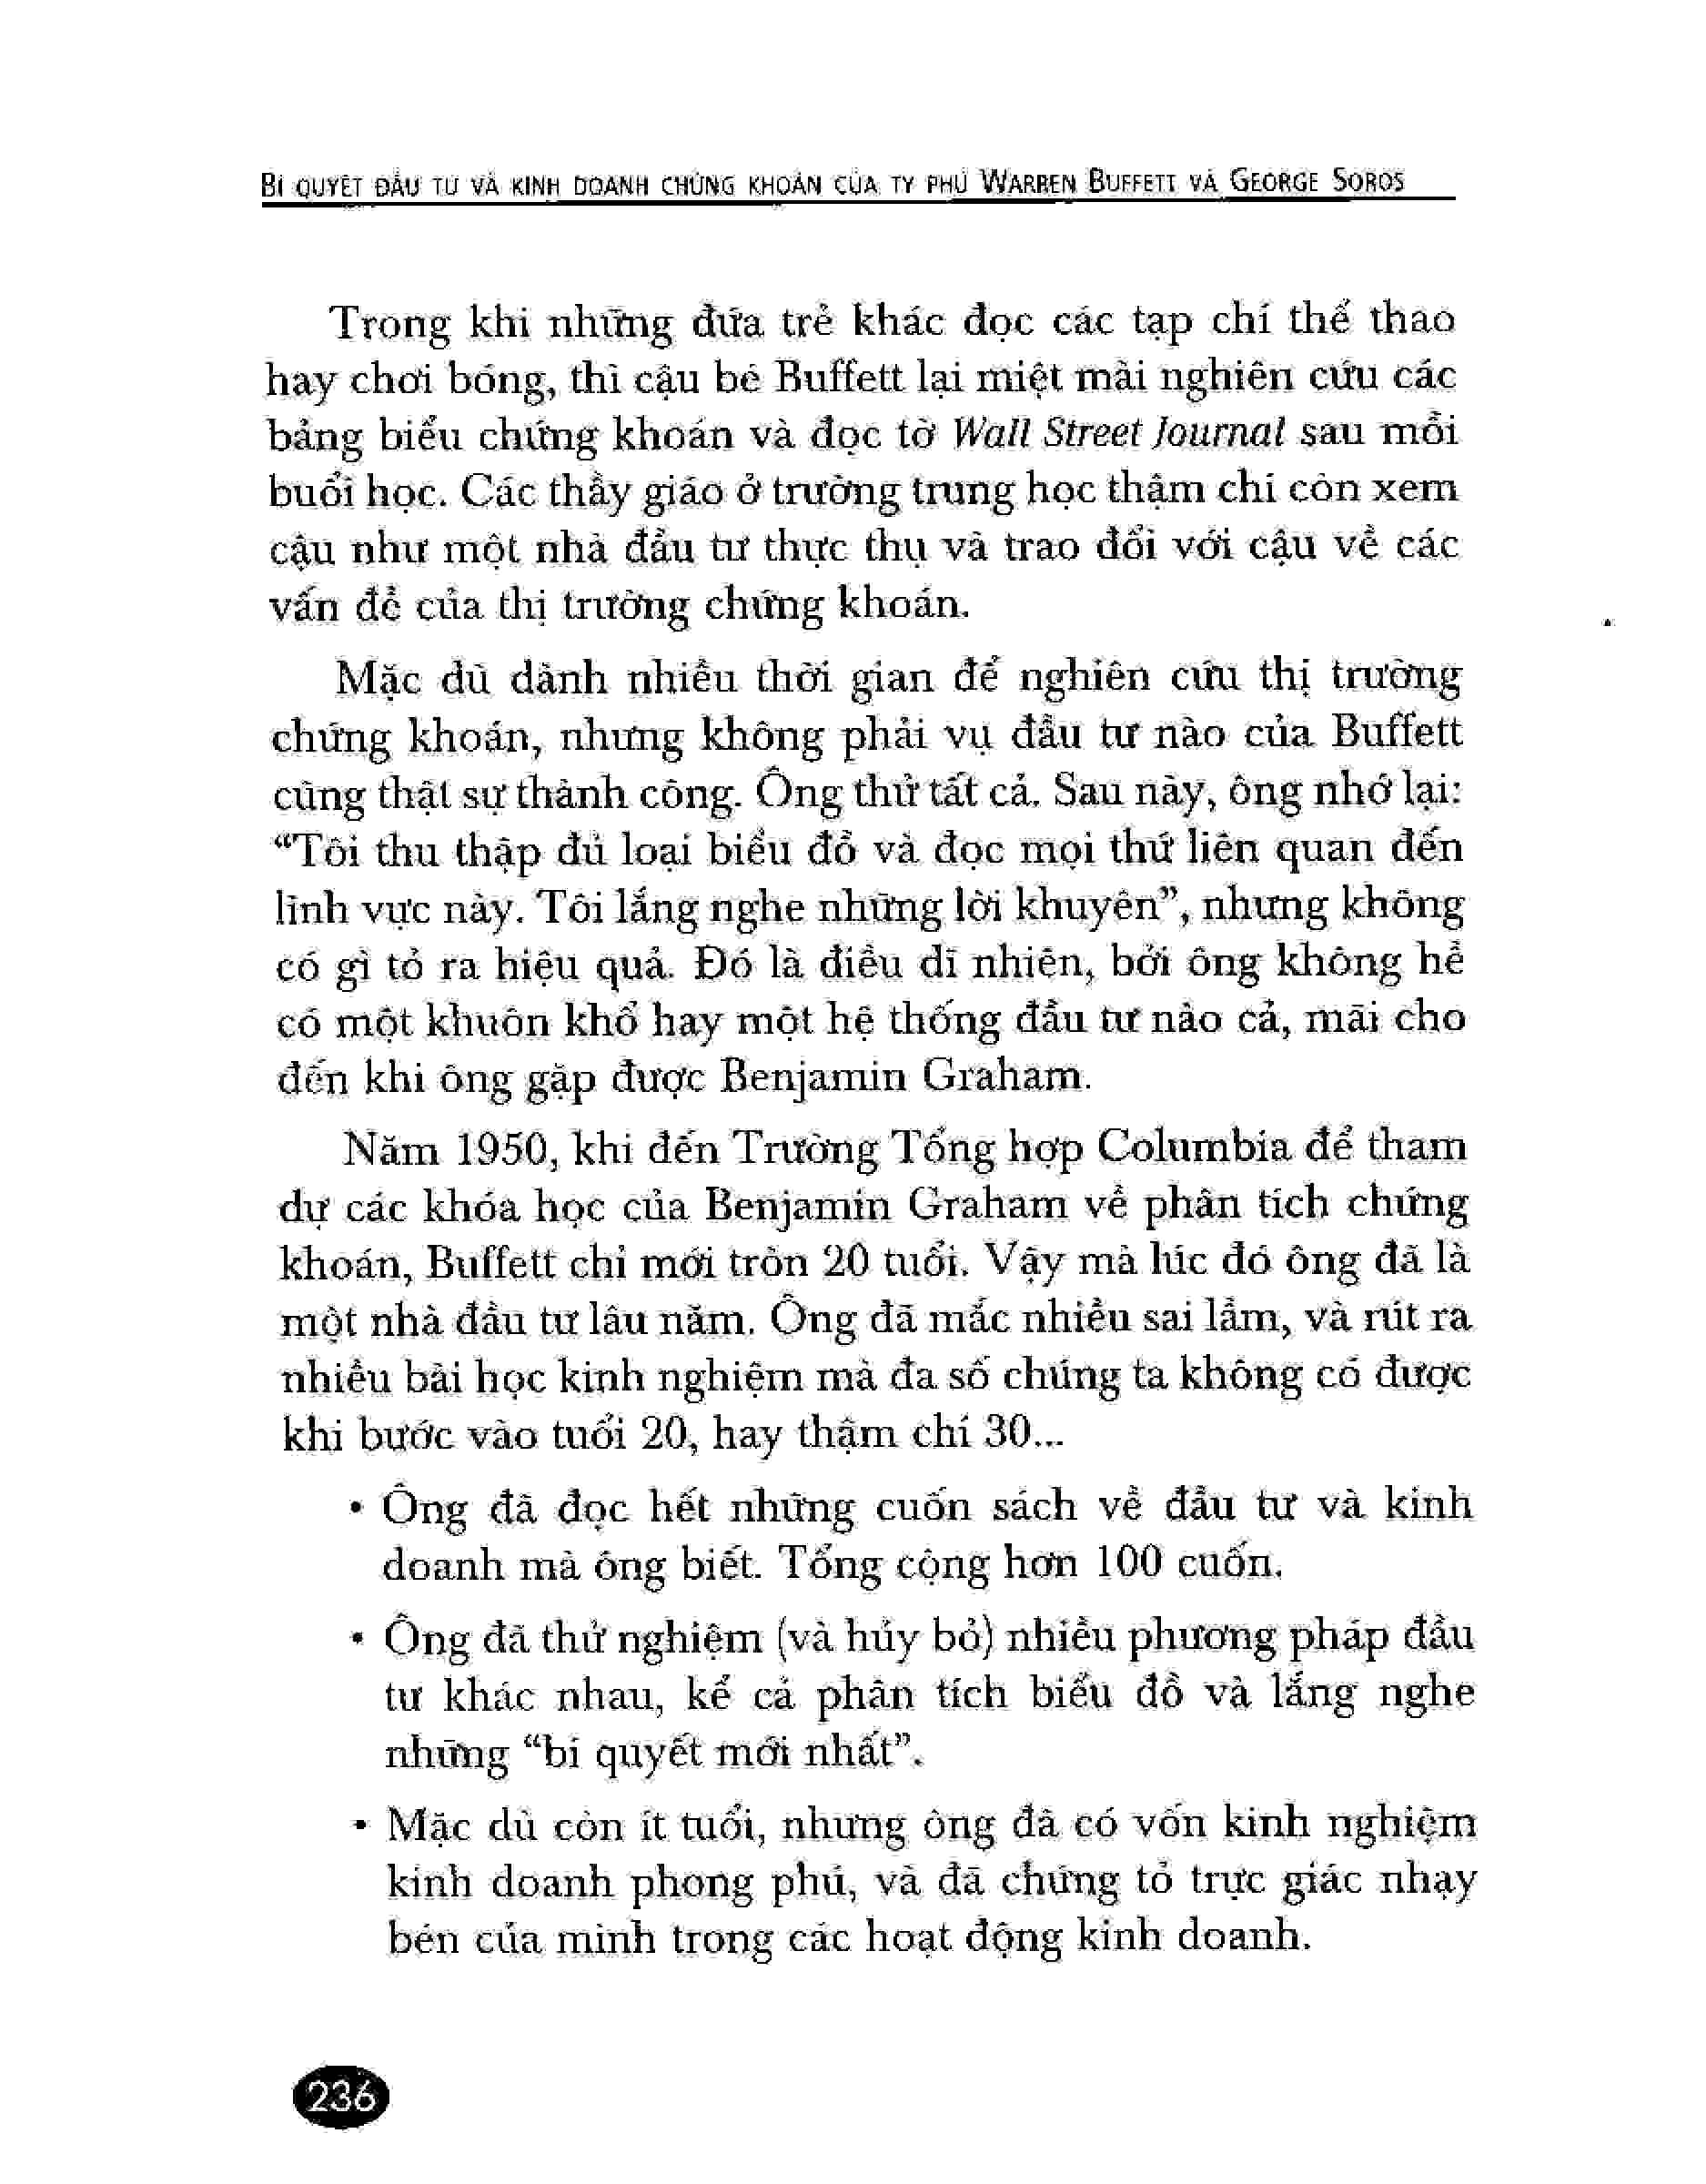 BÍ QUYẾT ĐẦU TƯ VÀ KINH DOANH CHỨNG KHOÁN CỦA TỶ PHÚ WARREN BUFFETT VÀ GEORGE SOROS
Trong khi những đứa trẻ khác đọc các tạp chí thể thao
hay chơi bóng, thì cậu bé Buffett lại miệt mài nghiên cứu các
bảng biểu chứng khoán và đọc tờ Wall Street Journal sau mỗi
buổi học. Các thầy giáo ở trường trung học thậm chí còn xem
cậu như một nhà đầu tư thực thụ và trao đổi với cậu về các
vấn đề của thị trường chứng khoán.
Mặc dù dành nhiều thời gian để nghiên cứu thị trường
chứng khoán, nhưng không phải vụ đầu tư nào của Buffett
cũng thật sự thành công. Ông thử tất cả. Sau này, ông nhớ lại:
“Tôi thu thập đủ loại biểu đồ và đọc mọi thứ liên quan đến
lĩnh vực này. Tôi lắng nghe những lời khuyên”, nhưng không
có gì tỏ ra hiệu quả. Đó là điều dĩ nhiên, bởi ông không hề
có một khuôn khổ hay một hệ thống đầu tư nào cả, mãi cho
đến khi ông gặp được Benjamin Graham.
Năm 1950, khi đến Trường Tổng hợp Columbia để tham
dự các khóa học của Benjamin Graham về phân tích chứng
khoán, Buffett chỉ mới tròn 20 tuổi. Vậy mà lúc đó ông đã là
một nhà đầu tư lâu năm. Ông đã mắc nhiều sai lầm, và rút ra
nhiều bài học kinh nghiệm mà đa số chúng ta không có được
khi bước vào tuổi 20, hay thậm chí 30...
• Ông đã đọc hết những cuốn sách về đầu tư và kinh
doanh mà ông biết. Tổng cộng hơn 100 cuốn.
• Ông đã thử nghiệm (và hủy bỏ) nhiều phương pháp đầu
tư khác nhau, kể cả phân tích biểu đồ và lắng nghe
những “bí quyết mới nhất”.
• Mặc dù còn ít tuổi, nhưng ông đã có vốn kinh nghiệm
kinh doanh phong phú, và đã chứng tỏ trực giác nhạy
bén của mình trong các hoạt động kinh doanh.
236